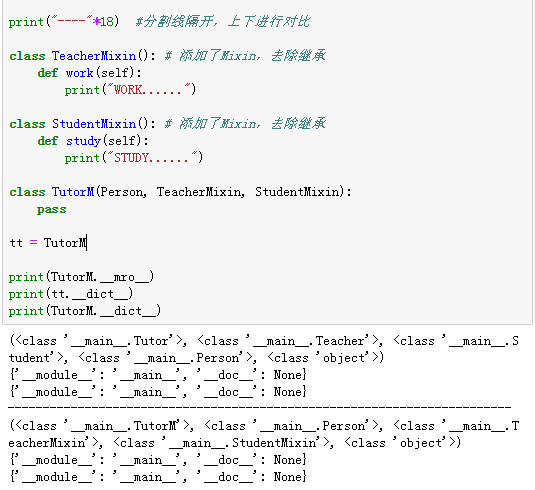 print("----"*18)  #分割线隔开，上下进行对比
class TeacherMixin(): # 添加了Mixin，去除继承
    def work(self):
        print("WORK......")
class StudentMixin(): # 添加了Mixin，去除继承
    def study(self):
        print("STUDY......")
class TutorM(Person, TeacherMixin, StudentMixin):
    pass
tt = TutorM
print(TutorM.__mro__)
print(tt.__dict__)
print(TutorM.__dict__)
(<class '__main__.Tutor'>, <class '__main__.Teacher'>, <class '__main__.S
tudent'>, <class '__main__.Person'>, <class 'object'>)
{'__module__': '__main__', '__doc__': None}
{'__module__': '__main__', '__doc__': None}
------------------------------------------------------------------------
(<class '__main__.TutorM'>, <class '__main__.Person'>, <class '__main__.T
eacherMixin'>, <class '__main__.StudentMixin'>, <class 'object'>)
{'__module__': '__main__', '__doc__': None}
{'__module__': '__main__', '__doc__': None}